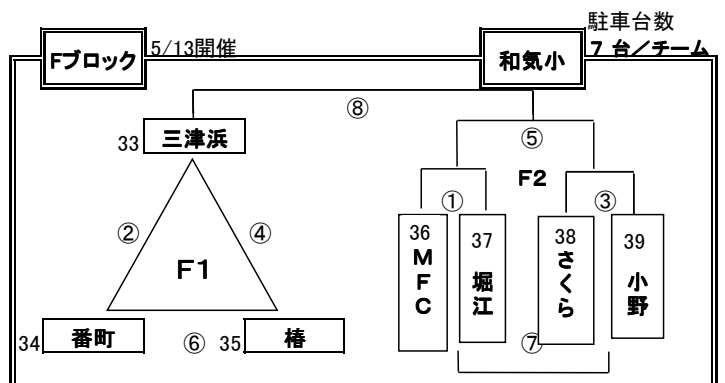 駐車台数
Fブロック 5/13開催 和気小 7 台/チーム
⑧
33 三津浜 ⑤
F2
① ③
② ④
36 MFC
37 堀江
38 さくら
39 小野
F1
34 番町 ⑥ 35 椿 ⑦